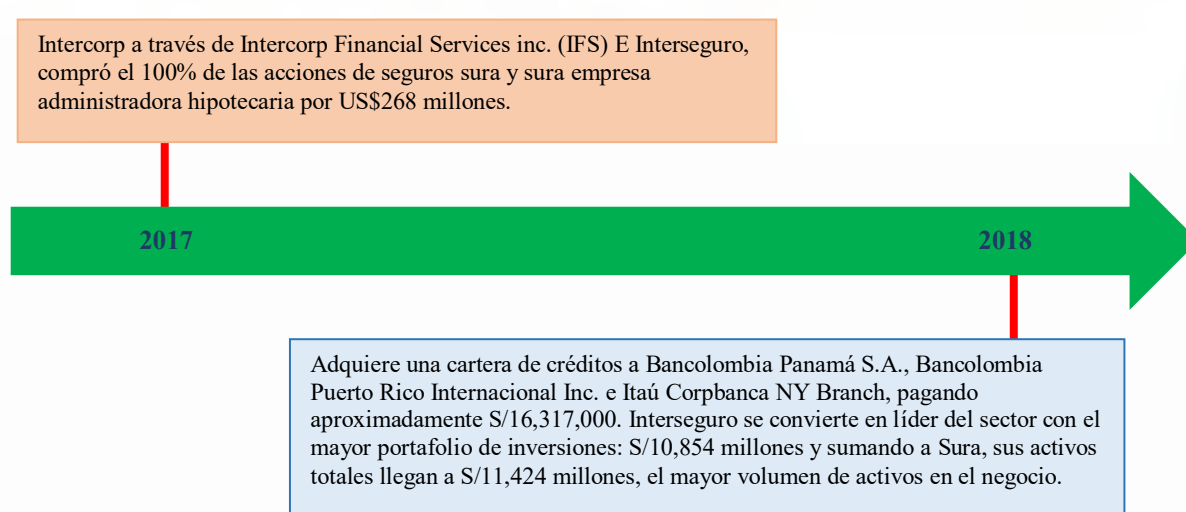 Intercorp a través de Intercorp Financial Services inc. (IFS) E Interseguro,
compró el 100% de las acciones de seguros sura y sura empresa
administradora hipotecaria por US$268 millones.
2017
2018
Adquiere una cartera de créditos a Bancolombia Panamá S.A., Bancolombia
Puerto Rico Internacional Inc. e Itaú Corpbanca NY Branch, pagando
aproximadamente S/16,317,000. Interseguro se convierte en líder del sector con el
mayor portafolio de inversiones: S/10,854 millones y sumando a Sura, sus activos
totales llegan a S/11,424 millones, el mayor volumen de activos en el negocio.